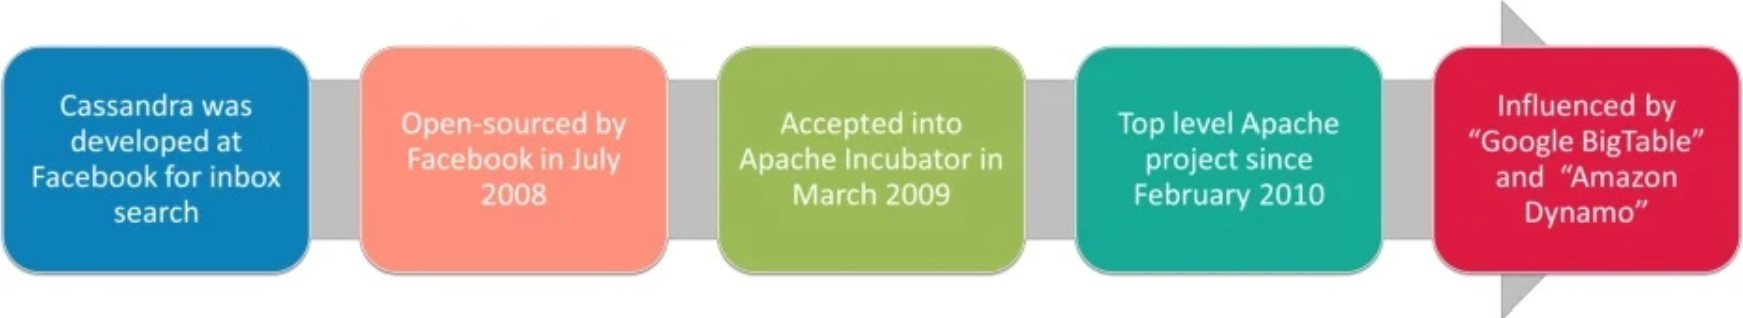 Cassandra was
developed at
Facebook for inbox
search
Open-sourced by
Facebook in July
2008
Accepted into
Apache Incubator in
March 2009
Top level Apache
project since
February 2010
Influenced by
“Google BigTable”
and “Amazon
Dynamo”